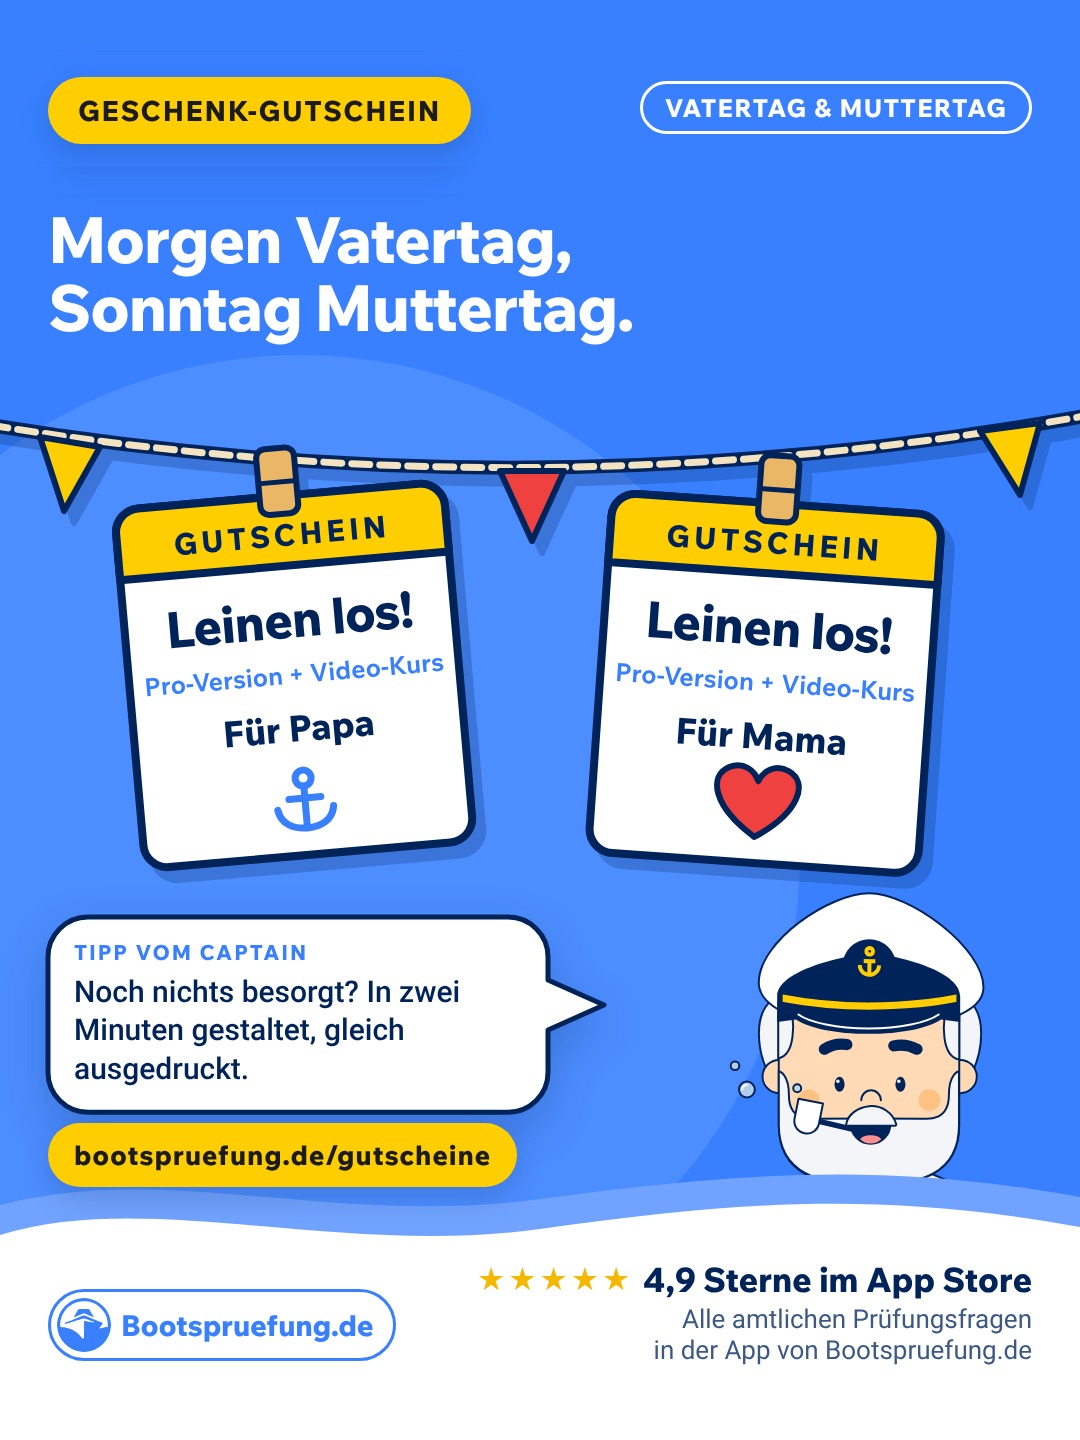 GESCHENK-GUTSCHEIN
VATERTAG & MUTTERTAG
Morgen Vatertag,
Sonntag Muttertag.
GUTSCHEIN
Leinen los!
Pro-Version + Video-Kurs
Für Papa
GUTSCHEIN
Leinen los!
Pro-Version + Video-Kurs
Für Mama
TIPP VOM CAPTAIN
Noch nichts besorgt? In zwei
Minuten gestaltet, gleich
ausgedruckt.
bootspruefung.de/gutscheine
★★★★★ 4,9 Sterne im App Store
Alle amtlichen Prüfungsfragen
in der App von Bootspruefung.de
Bootspruefung.de